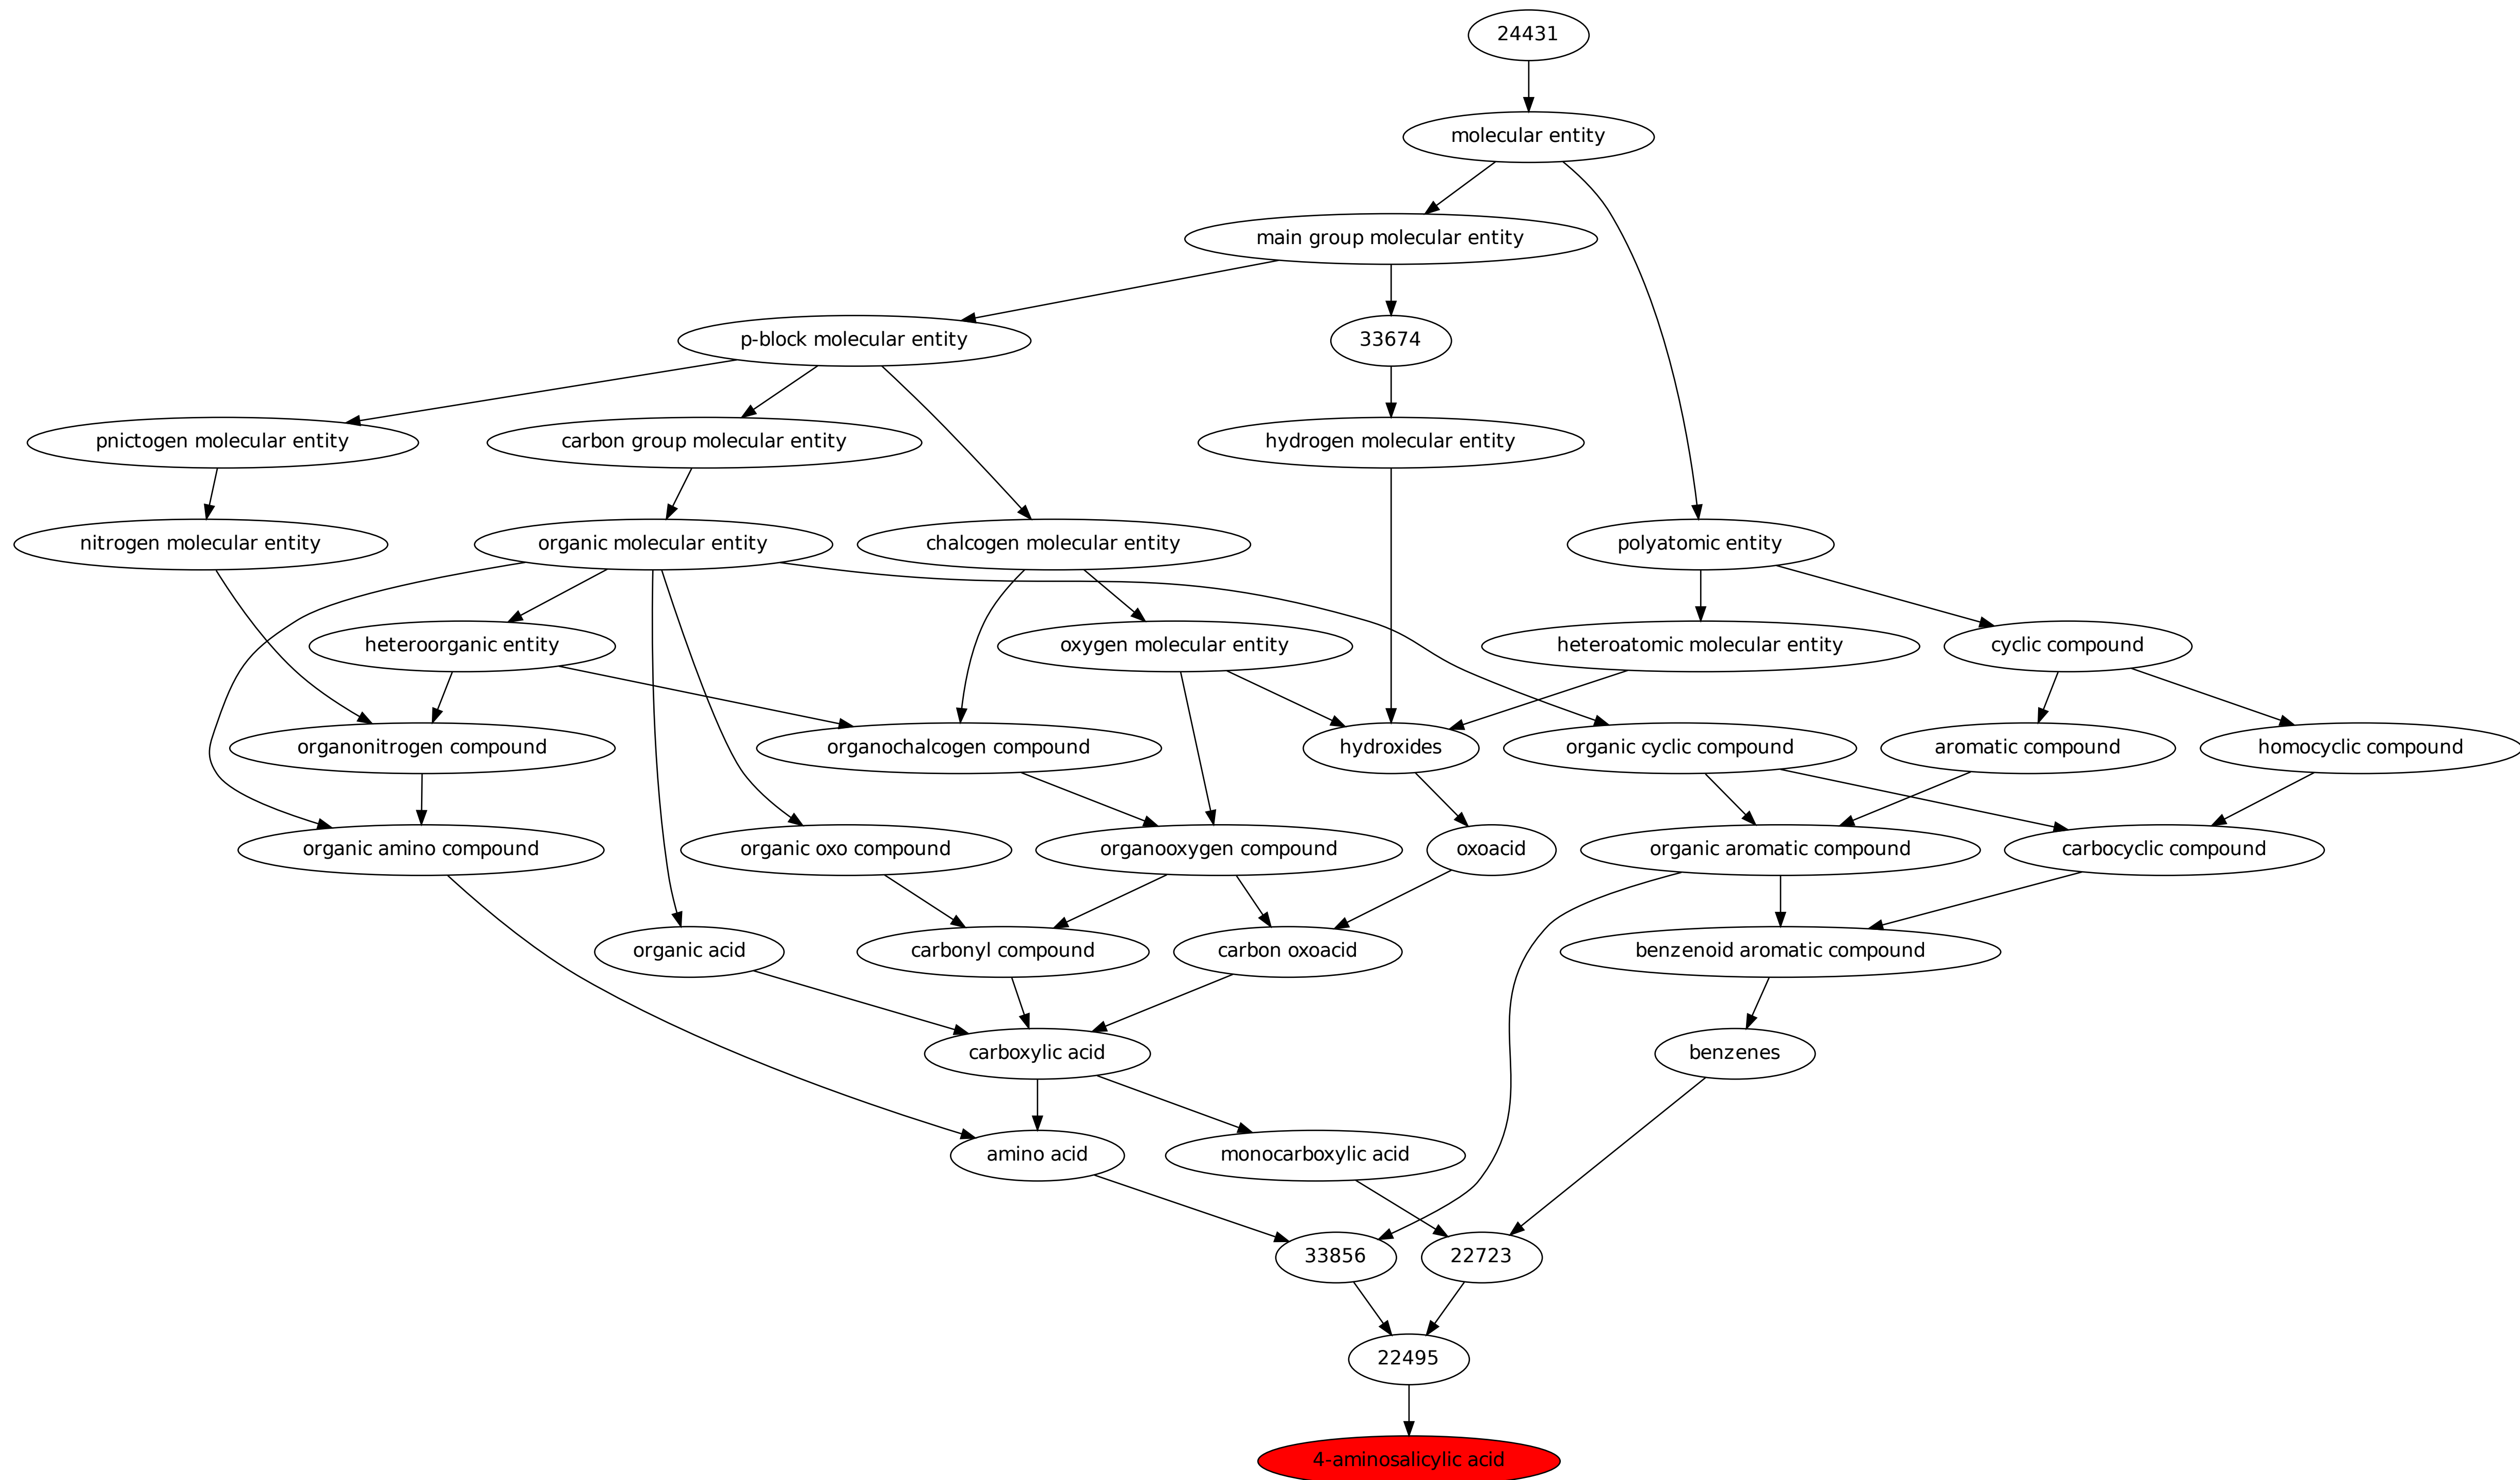 24431
molecular entity
main group molecular entity
p-block molecular entity
33674
pnictogen molecular entity
carbon group molecular entity
hydrogen molecular entity
nitrogen molecular entity
organic molecular entity
chalcogen molecular entity
polyatomic entity
heteroorganic entity
oxygen molecular entity
heteroatomic molecular entity
cyclic compound
organonitrogen compound
organochalcogen compound
hydroxides
organic cyclic compound
aromatic compound
homocyclic compound
organic amino compound
organic oxo compound
organooxygen compound
oxoacid
organic aromatic compound
carbocyclic compound
organic acid
carbonyl compound
carbon oxoacid
benzenoid aromatic compound
carboxylic acid
benzenes
amino acid
monocarboxylic acid
33856
22723
22495
4-aminosalicylic acid